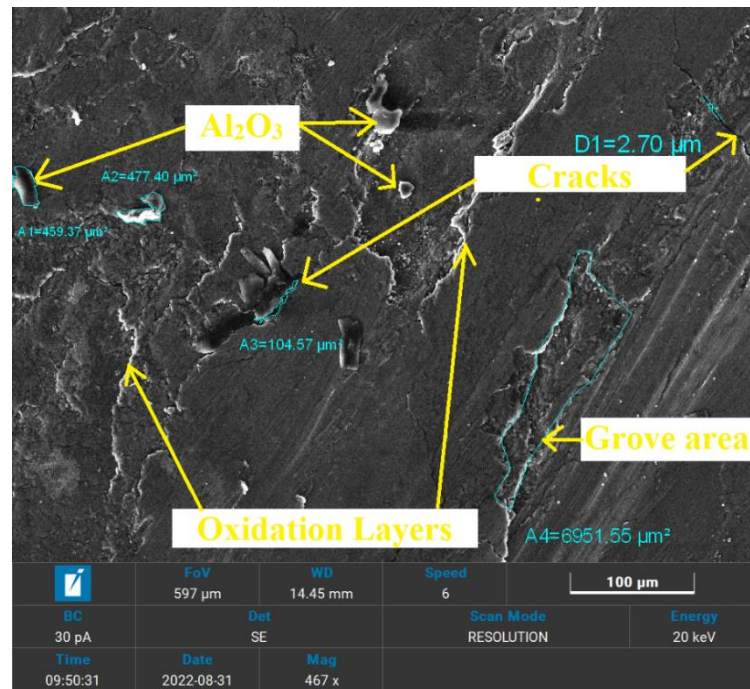 Al₂O₃
D1=2.70 µm
A2=477.40 µm²
Cracks
A1=459.37 µm²
A3=104.57 µm²
Grove area
Oxidation Layers
A4=6951.55 µm²
FoV WD Speed
597 µm 14.45 mm 6
100 µm
BC Det Scan Mode Energy
30 pA SE RESOLUTION 20 keV
Time Date Mag
09:50:31 2022-08-31 467 x